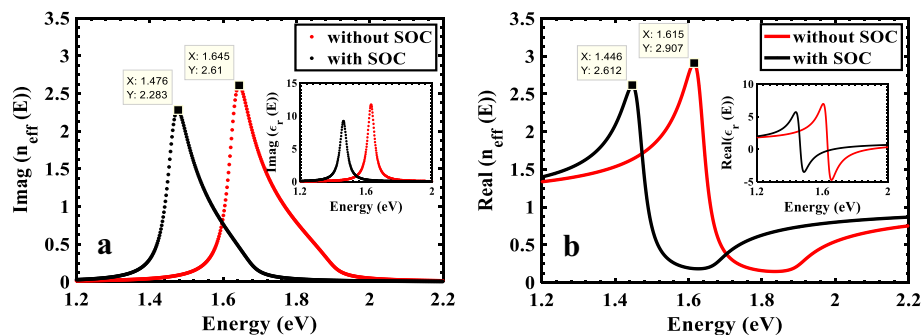 3.5
3
2.5
2
1.5
1
0.5
0
1.2
1.4
1.6
1.8
2
2.2
Imag (n_eff (E))
Energy (eV)
a
X: 1.476
Y: 2.283
X: 1.645
Y: 2.61
without SOC
with SOC
15
10
5
0
1.2
1.6
2
Imag (ϵ_r (E))
Energy (eV)
3.5
3
2.5
2
1.5
1
0.5
0
1.2
1.4
1.6
1.8
2
2.2
Real (n_eff (E))
Energy (eV)
b
X: 1.446
Y: 2.612
X: 1.615
Y: 2.907
without SOC
with SOC
10
5
0
-5
1.2
1.6
2
Real(ϵ_r (E))
Energy (eV)